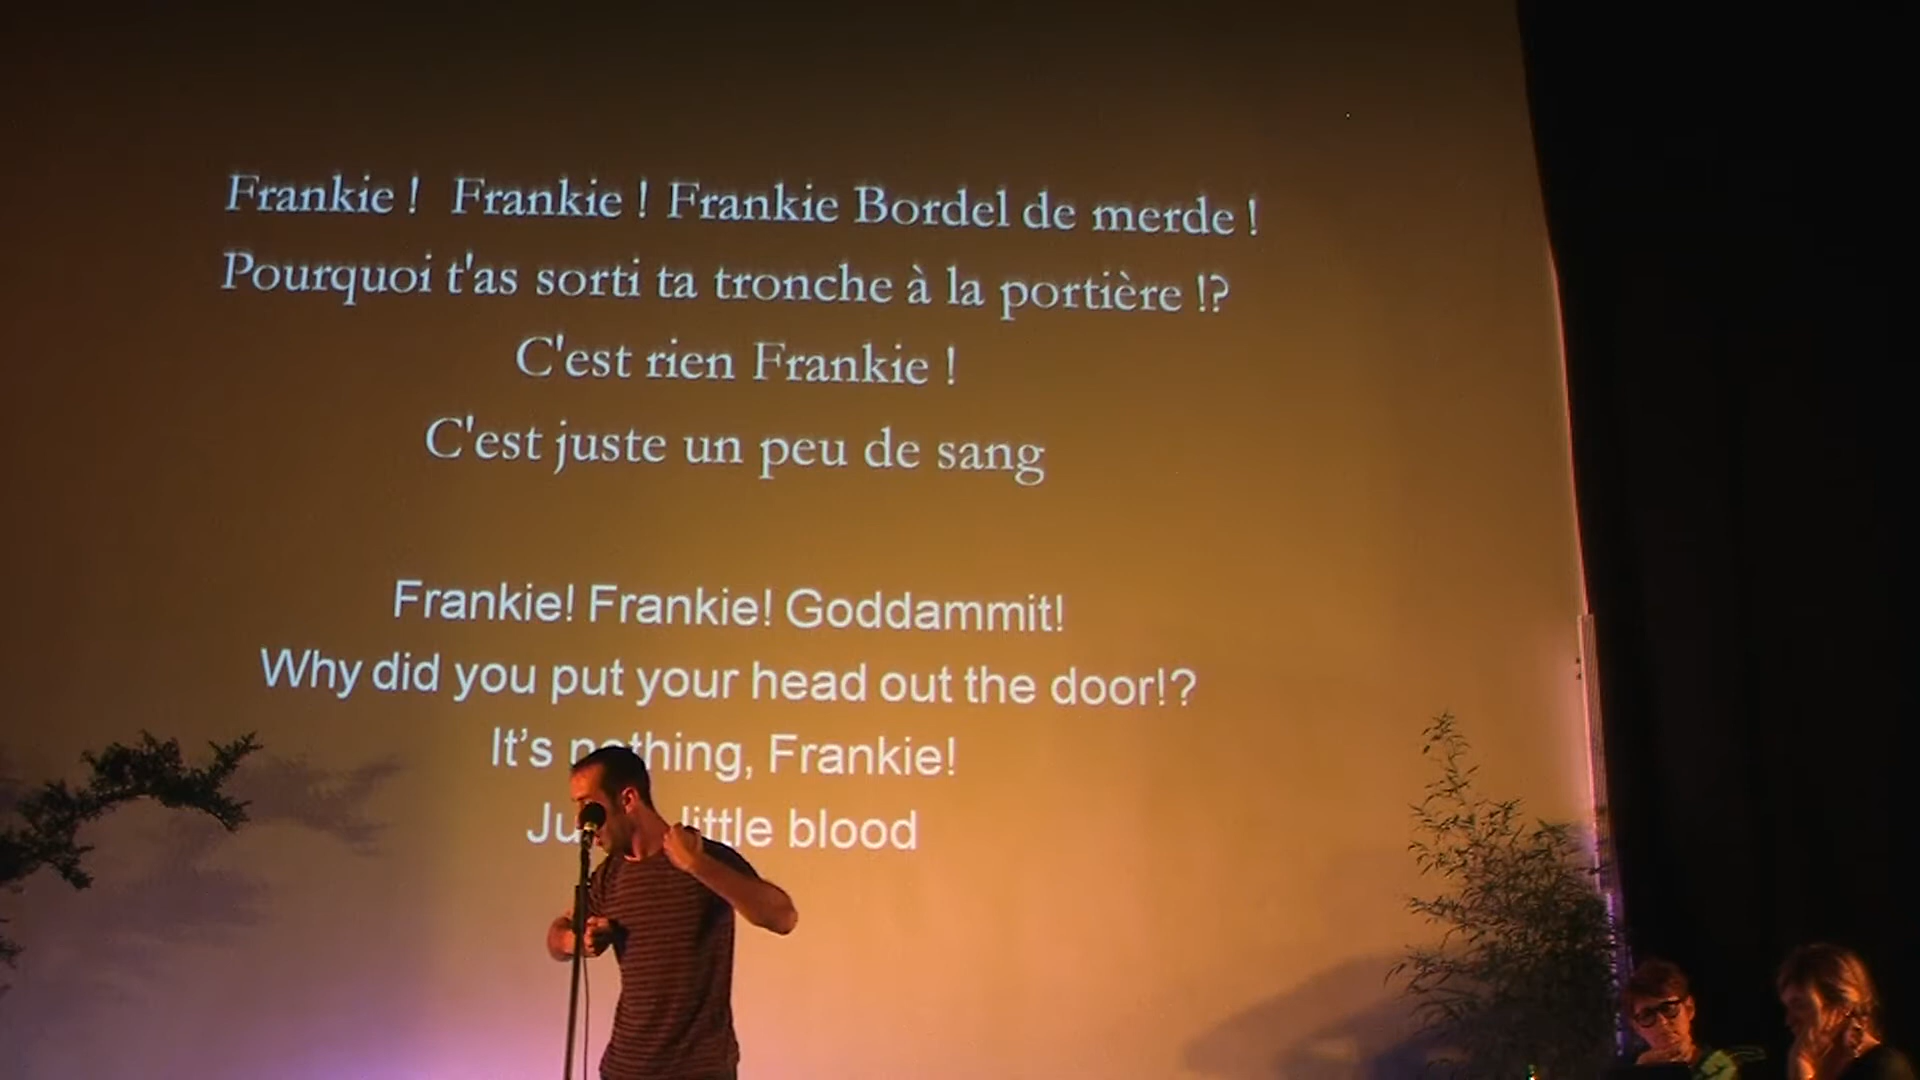 Frankie ! Frankie ! Frankie Bordel de merde !
Pourquoi t'as sorti ta tronche à la portière !?
C'est rien Frankie !
C'est juste un peu de sang
Frankie! Frankie! Goddammit!
Why did you put your head out the door!?
It's nothing, Frankie!
little blood